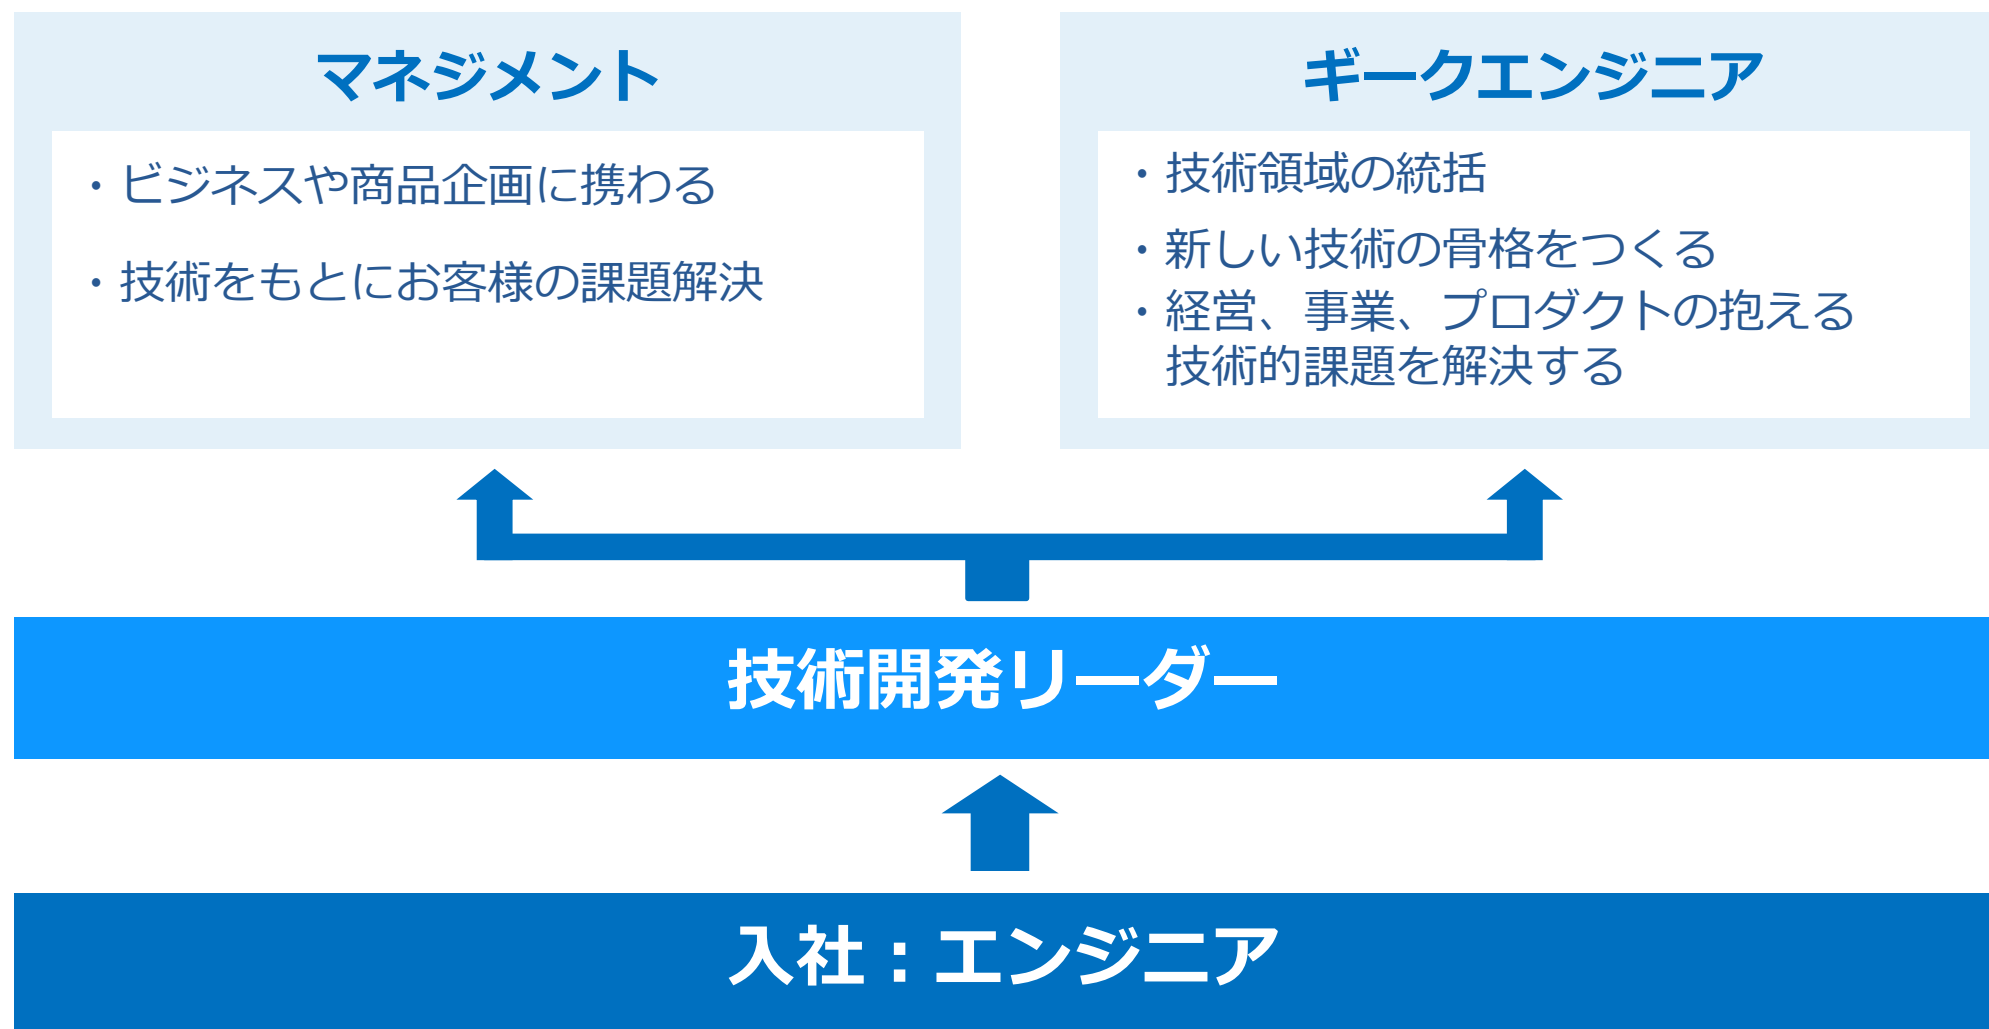 マネジメント
・ビジネスや商品企画に携わる
・技術をもとにお客様の課題解決
ギークエンジニア
・技術領域の統括
・新しい技術の骨格をつくる
・経営、事業、プロダクトの抱える
技術的課題を解決する
技術開発リーダー
入社：エンジニア